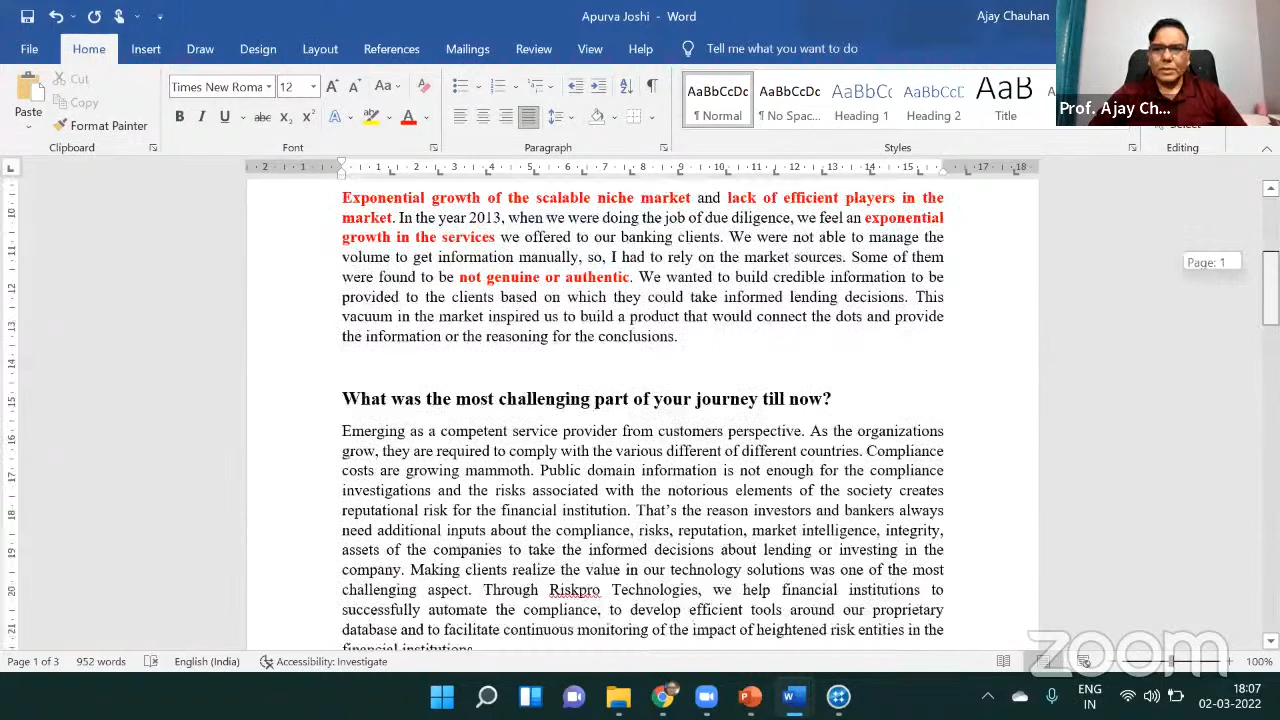 Apurva Joshi - Word
Ajay Chauhan
File Home Insert Draw Design Layout References Mailings Review View Help Tell me what you want to do
Cut
Copy
Format Painter
Paste
Clipboard
Times New Roma 12
Font
Paragraph
AaBbCcDc AaBbCcDc AaBbCc AaBbCcD AaB
¶ Normal ¶ No Spac... Heading 1 Heading 2 Title
Styles
Editing
Prof. Ajay Ch...
Exponential growth of the scalable niche market and lack of efficient players in the
market. In the year 2013, when we were doing the job of due diligence, we feel an exponential
growth in the services we offered to our banking clients. We were not able to manage the
volume to get information manually, so, I had to rely on the market sources. Some of them
were found to be not genuine or authentic. We wanted to build credible information to be
provided to the clients based on which they could take informed lending decisions. This
vacuum in the market inspired us to build a product that would connect the dots and provide
the information or the reasoning for the conclusions.
Page: 1
What was the most challenging part of your journey till now?
Emerging as a competent service provider from customers perspective. As the organizations
grow, they are required to comply with the various different of different countries. Compliance
costs are growing mammoth. Public domain information is not enough for the compliance
investigations and the risks associated with the notorious elements of the society creates
reputational risk for the financial institution. That's the reason investors and bankers always
need additional inputs about the compliance, risks, reputation, market intelligence, integrity,
assets of the companies to take the informed decisions about lending or investing in the
company. Making clients realize the value in our technology solutions was one of the most
challenging aspect. Through Riskpro Technologies, we help financial institutions to
successfully automate the compliance, to develop efficient tools around our proprietary
database and to facilitate continuous monitoring of the impact of heightened risk entities in the
financial institutions.
zoom
Page 1 of 3 952 words English (India) Accessibility: Investigate 100%
ENG
IN
18:07
02-03-2022